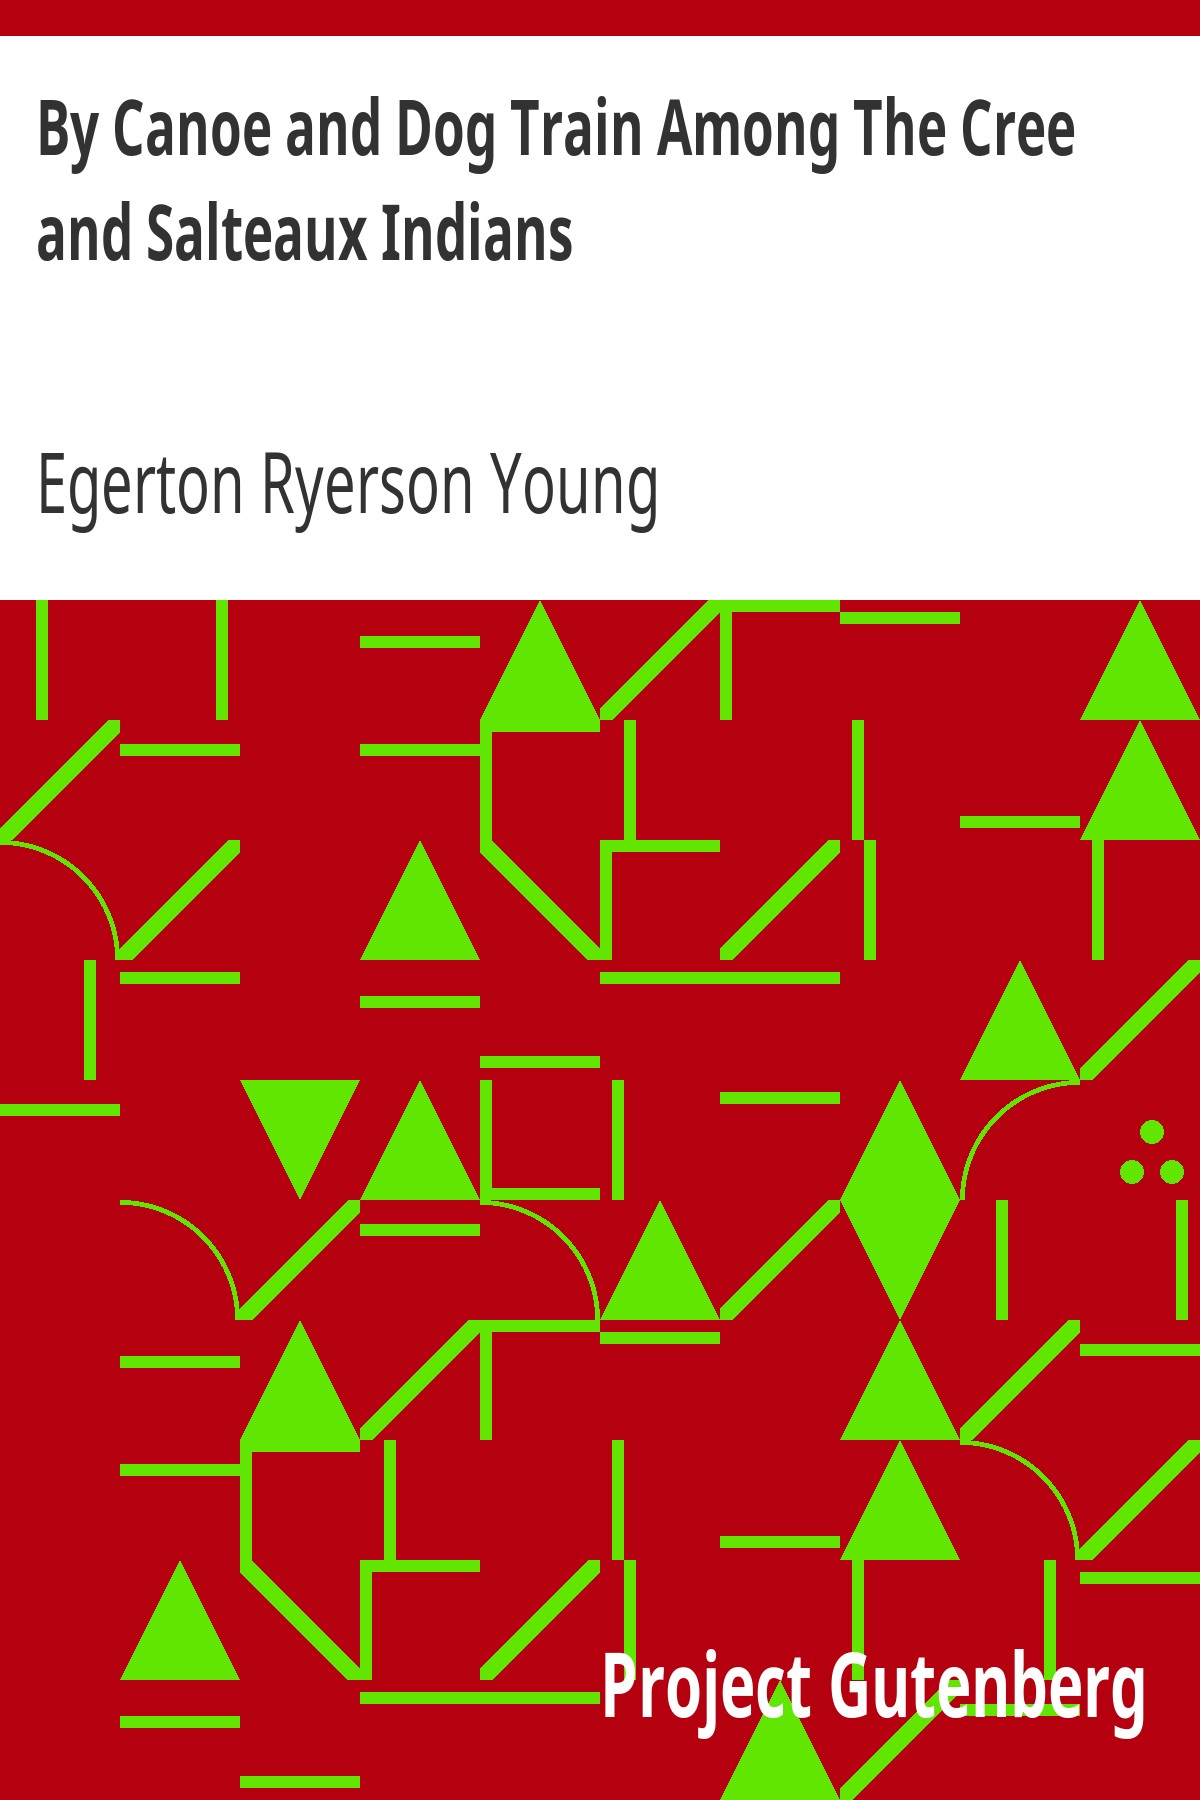 By Canoe and Dog Train Among The Cree
and Salteaux Indians
Egerton Ryerson Young
Project Gutenberg